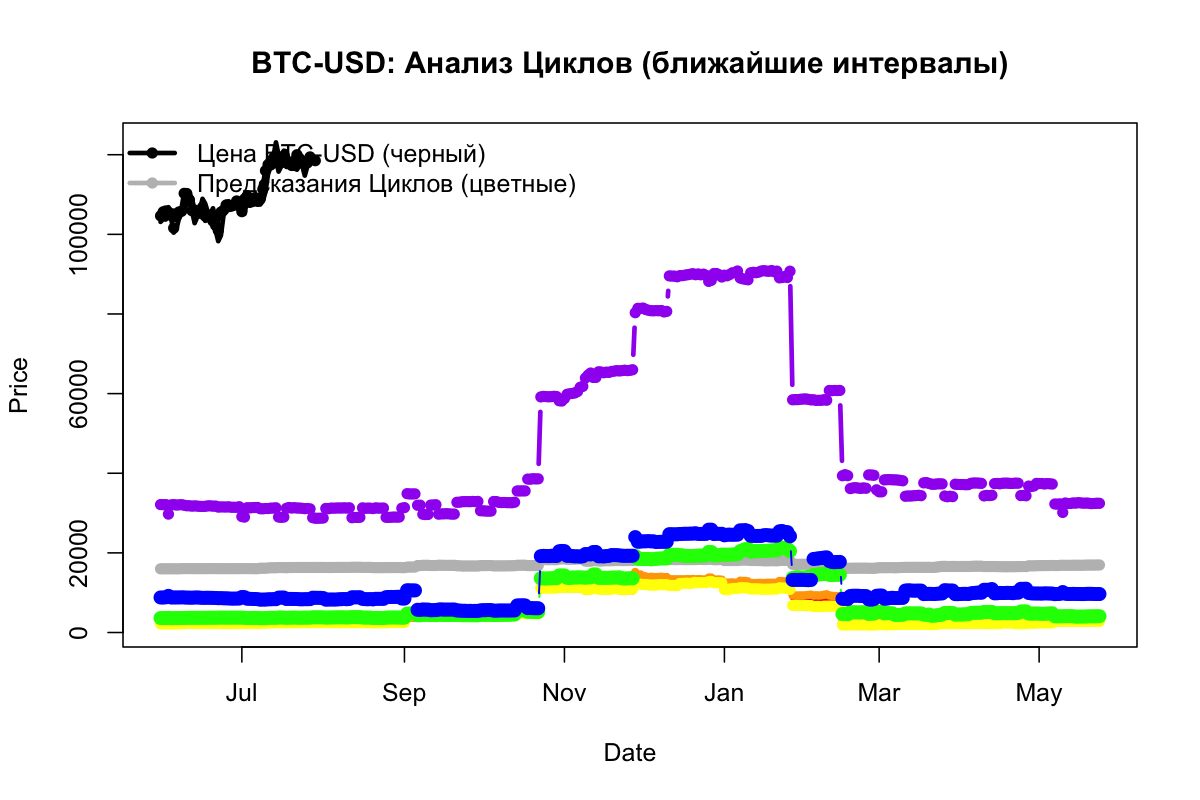 BTC-USD: Анализ Циклов (ближайшие интервалы)
Цена BTC-USD (черный)
Предсказания Циклов (цветные)
Price
100000
60000
20000
0
Jul Sep Nov Jan Mar May
Date